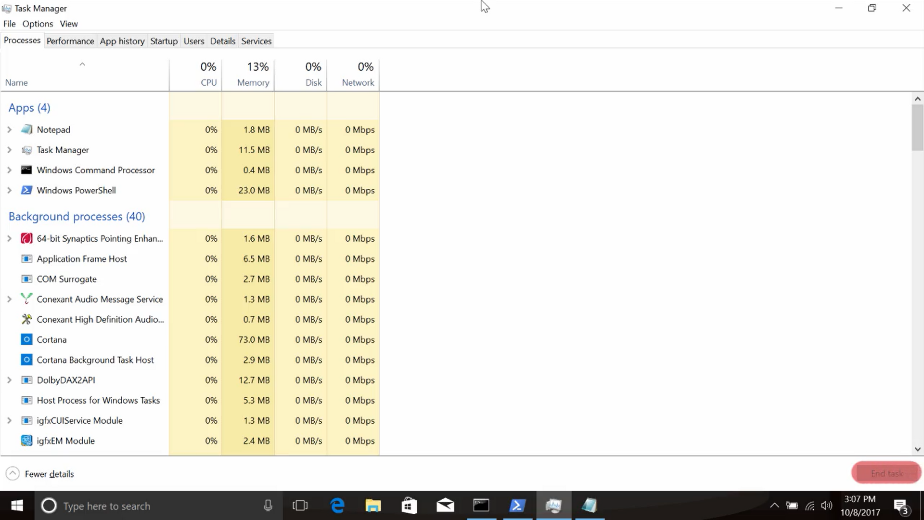 Task Manager
File Options View
Processes Performance App history Startup Users Details Services
0% 13% 0% 0%
Name CPU Memory Disk Network
Apps (4)
Notepad 0% 1.8 MB 0 MB/s 0 Mbps
Task Manager 0% 11.5 MB 0 MB/s 0 Mbps
Windows Command Processor 0% 0.4 MB 0 MB/s 0 Mbps
Windows PowerShell 0% 23.0 MB 0 MB/s 0 Mbps
Background processes (40)
64-bit Synaptics Pointing Enhan... 0% 1.6 MB 0 MB/s 0 Mbps
Application Frame Host 0% 6.5 MB 0 MB/s 0 Mbps
COM Surrogate 0% 2.7 MB 0 MB/s 0 Mbps
Conexant Audio Message Service 0% 1.3 MB 0 MB/s 0 Mbps
Conexant High Definition Audio... 0% 0.7 MB 0 MB/s 0 Mbps
Cortana 0% 73.0 MB 0 MB/s 0 Mbps
Cortana Background Task Host 0% 2.9 MB 0 MB/s 0 Mbps
DolbyDAX2API 0% 12.7 MB 0 MB/s 0 Mbps
Host Process for Windows Tasks 0% 5.3 MB 0 MB/s 0 Mbps
igfxCUIService Module 0% 1.3 MB 0 MB/s 0 Mbps
igfxEM Module 0% 2.4 MB 0 MB/s 0 Mbps
Fewer details End task
Type here to search
3:07 PM
10/8/2017
3